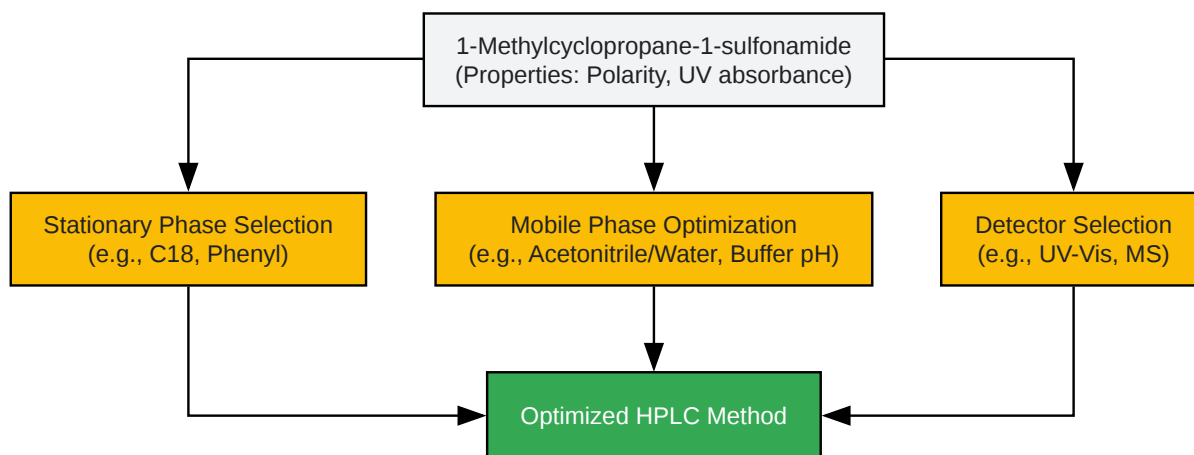 1-Methylcyclopropane-1-sulfonamide
(Properties: Polarity, UV absorbance)
Stationary Phase Selection
(e.g., C18, Phenyl)
Mobile Phase Optimization
(e.g., Acetonitrile/Water, Buffer pH)
Detector Selection
(e.g., UV-Vis, MS)
Optimized HPLC Method